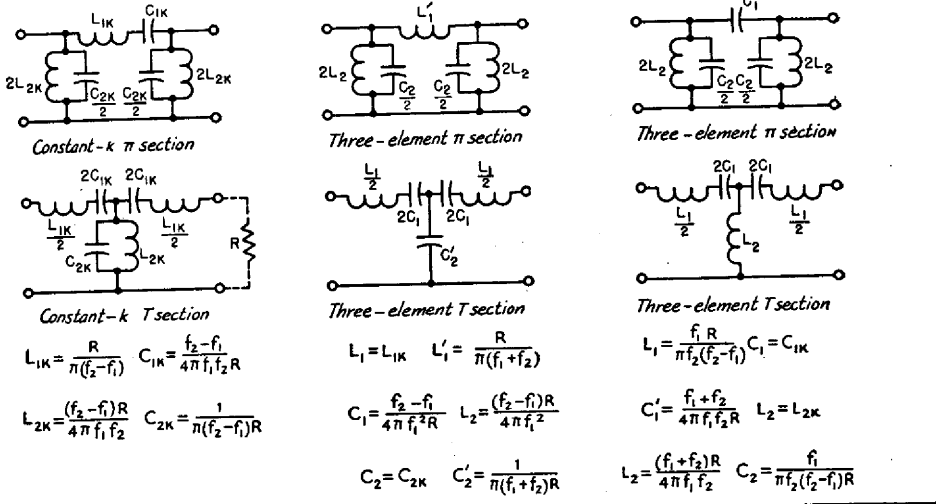 L₁ₖ C₁ₖ
2L₂ₖ C₂ₖ/2 C₂ₖ/2 2L₂ₖ
Constant-k π section
2C₁ₖ 2C₁ₖ
L₁ₖ/2 L₁ₖ/2
C₂ₖ L₂ₖ R
Constant-k T section
L₁ₖ = R/π(f₂-f₁) C₁ₖ = f₂-f₁/4πf₁f₂R
L₂ₖ = (f₂-f₁)R/4πf₁f₂ C₂ₖ = 1/π(f₂-f₁)R
L₁′
2L₂ C₂/2 C₂/2 2L₂
Three-element π section
L₁/2 L₁/2
2C₁ 2C₁
C₂′
Three-element T section
L₁ = L₁ₖ L₁′ = R/π(f₁+f₂)
C₁ = f₂-f₁/4πf₁²R L₂ = (f₂-f₁)R/4πf₁²
C₂ = C₂ₖ C₂′ = 1/π(f₁+f₂)R
C₁
2L₂ C₂/2 C₂/2 2L₂
Three-element π section
2C₁ 2C₁
L₁/2 L₁/2
L₂
Three-element T section
L₁ = f₁R/πf₂(f₂-f₁) C₁ = C₁ₖ
C₁′ = f₁+f₂/4πf₁f₂R L₂ = L₂ₖ
L₂ = (f₁+f₂)R/4πf₁f₂ C₂ = f₁/πf₂(f₂-f₁)R